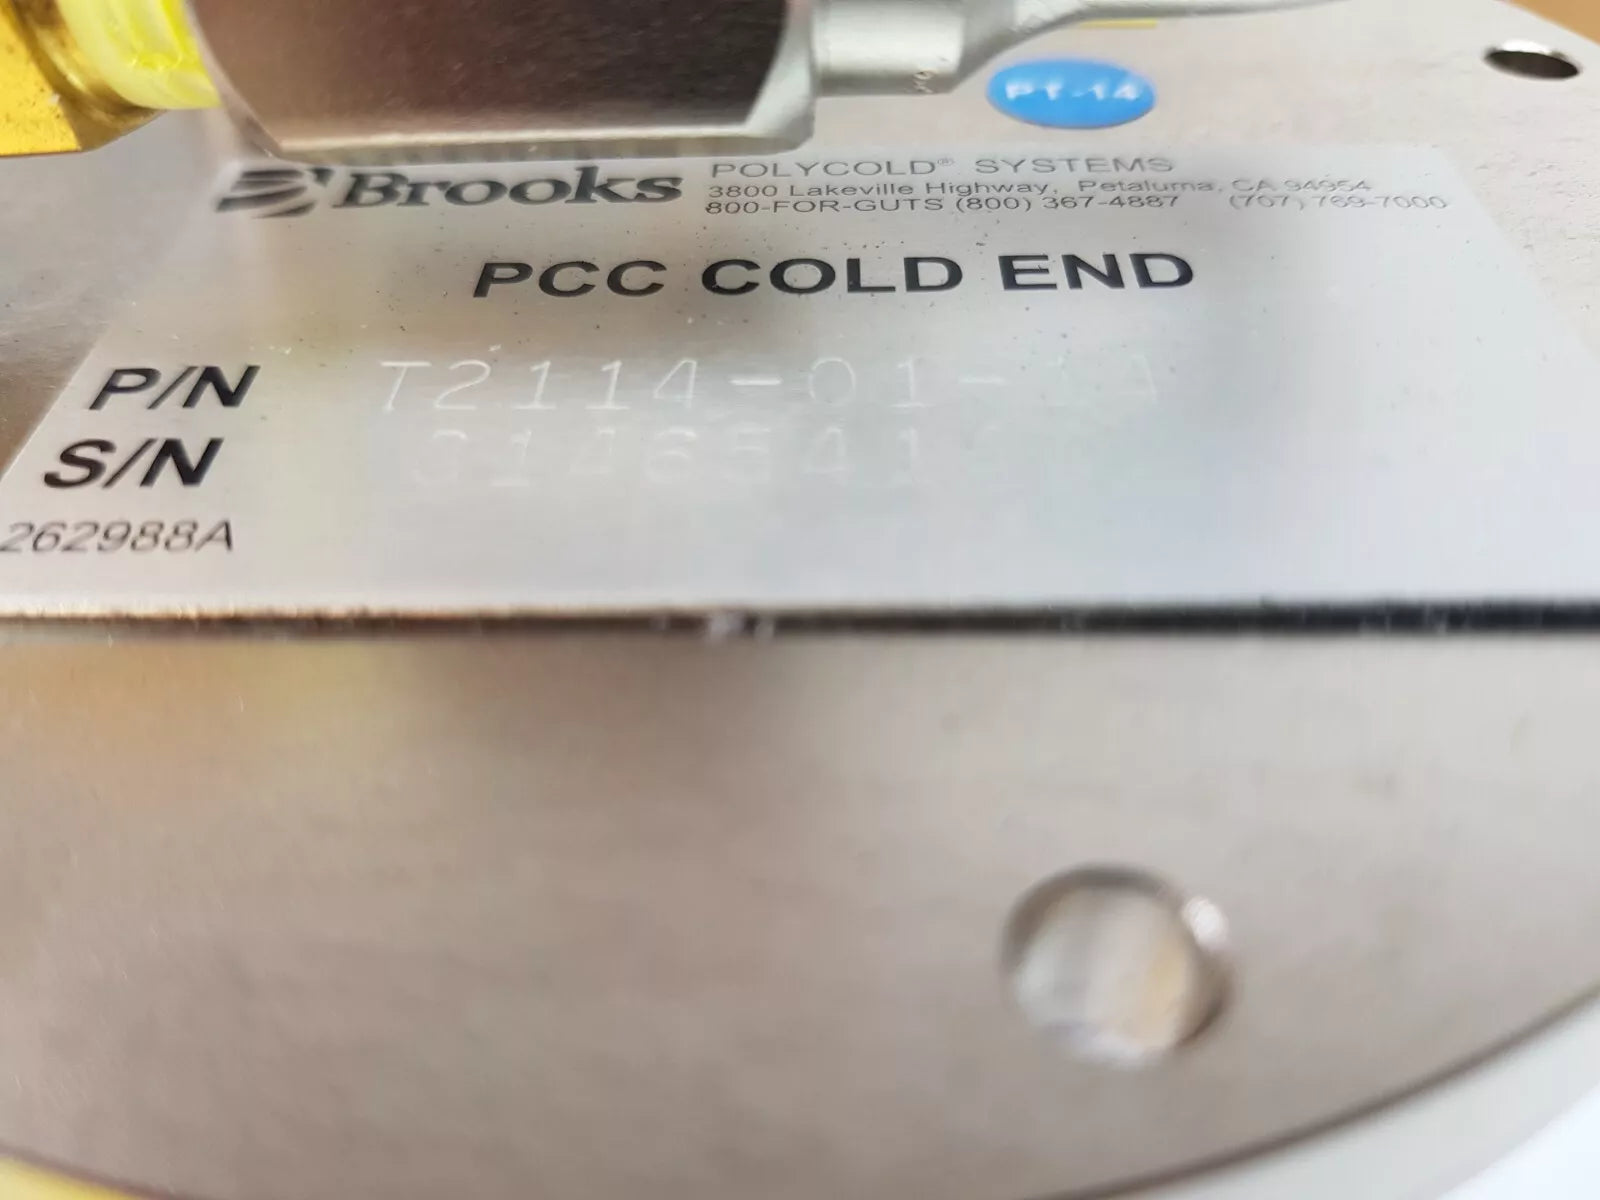 PT-14
Brooks
POLYCOLD® SYSTEMS
3800 Lakeville Highway, Petaluma, CA 94954
800-FOR-GUTS (800) 367-4887 (707) 769-7000
PCC COLD END
P/N
S/N
262988A